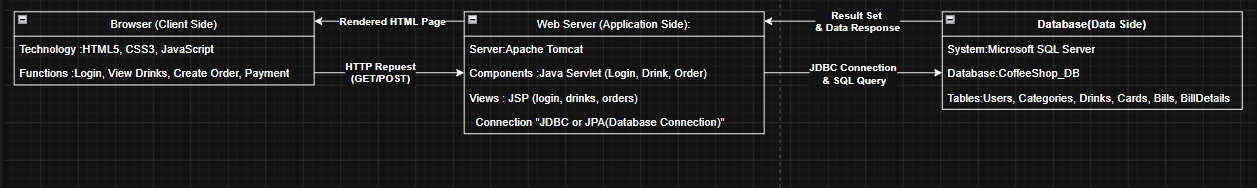 Browser (Client Side)
Technology :HTML5, CSS3, JavaScript
Functions :Login, View Drinks, Create Order, Payment
Rendered HTML Page
HTTP Repuest
(GET/POST)
Web Server (Application Side):
Server:Apache Tomcat
Components :Java Servlet (Login, Drink, Order)
Views : JSP (login, drinks, orders)
Connection "JDBC or JPA(Database Connection)"
Result Set
& Data Response
JDBC Connection
& SQL Query
Database(Data Side)
System:Microsoft SQL Server
Database:CoffeeShop_DB
Tables:Users, Categories, Drinks, Cards, Bills, BillDetails